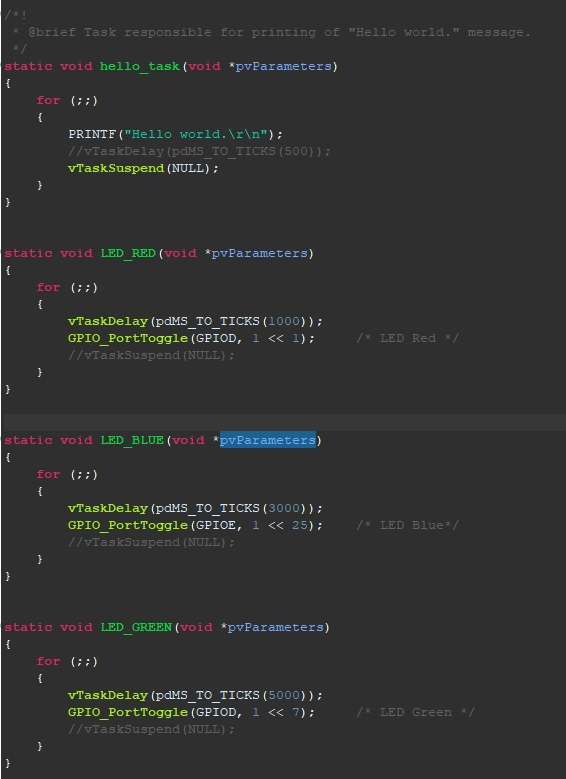 /*!
 * @brief Task responsible for printing of "Hello world." message.
 */
static void hello_task(void *pvParameters)
{
    for (;;)
    {
        PRINTF("Hello world.\r\n");
        //vTaskDelay(pdMS_TO_TICKS(500));
        vTaskSuspend(NULL);
    }
}
static void LED_RED(void *pvParameters)
{
    for (;;)
    {
        vTaskDelay(pdMS_TO_TICKS(1000));
        GPIO_PortToggle(GPIOD, 1 << 1);     /* LED Red */
        //vTaskSuspend(NULL);
    }
}
static void LED_BLUE(void *pvParameters)
{
    for (;;)
    {
        vTaskDelay(pdMS_TO_TICKS(3000));
        GPIO_PortToggle(GPIOE, 1 << 25);    /* LED Blue*/
        //vTaskSuspend(NULL);
    }
}
static void LED_GREEN(void *pvParameters)
{
    for (;;)
    {
        vTaskDelay(pdMS_TO_TICKS(5000));
        GPIO_PortToggle(GPIOD, 1 << 7);     /* LED Green */
        //vTaskSuspend(NULL);
    }
}